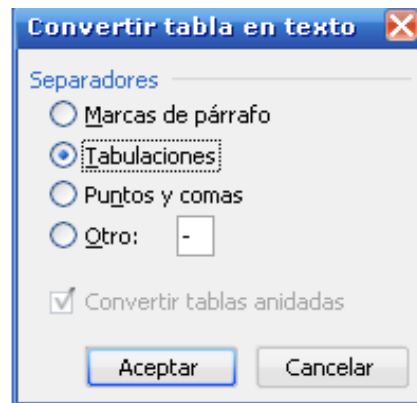 Convertir tabla en texto
Separadores
Marcas de párrafo
Tabulaciones
Puntos y comas
Otro: -
Convertir tablas anidadas
Aceptar Cancelar